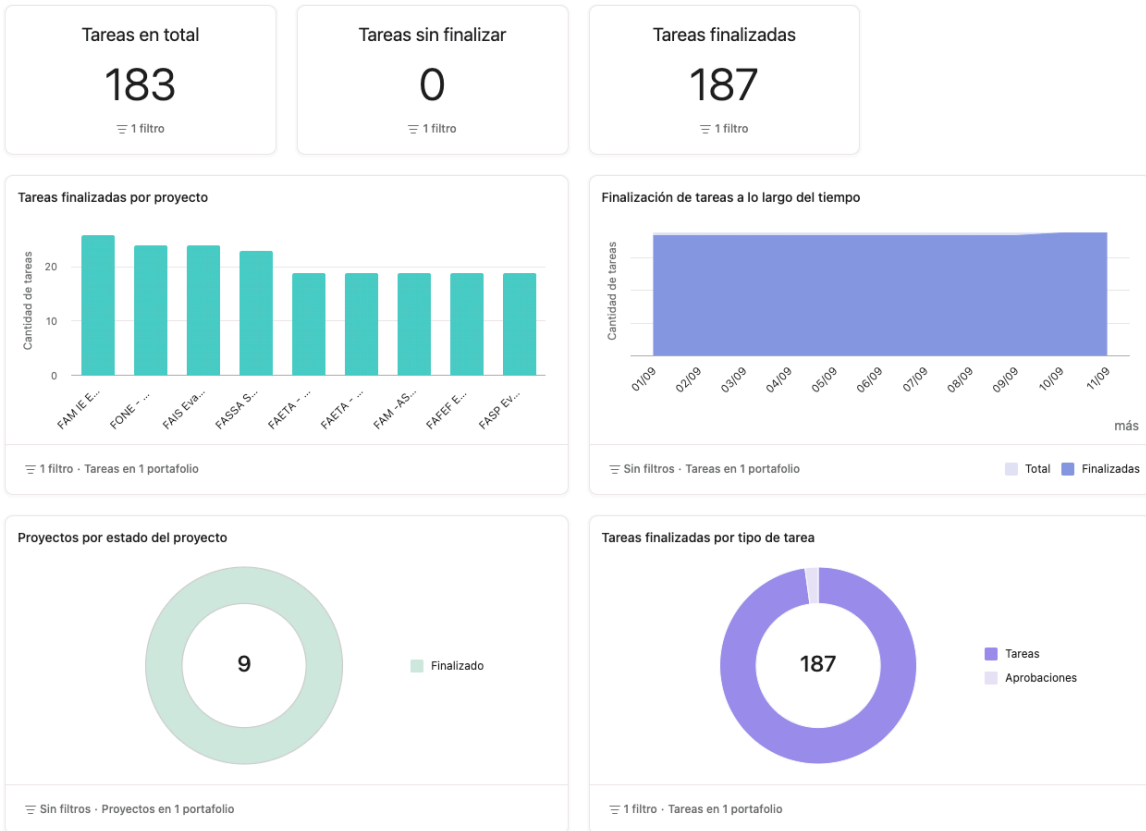 Tareas en total
183
1 filtro
Tareas sin finalizar
0
1 filtro
Tareas finalizadas
187
1 filtro
Tareas finalizadas por proyecto
Cantidad de tareas
20
10
0
FAM IE E...
FONE - ...
FAIS Eva...
FASSA S...
FAETA - ...
FAETA - ...
FAM -AS...
FAFEF E...
FASP Ev...
1 filtro · Tareas en 1 portafolio
Finalización de tareas a lo largo del tiempo
Cantidad de tareas
01/09
02/09
03/09
04/09
05/09
06/09
07/09
08/09
09/09
10/09
11/09
más
Sin filtros · Tareas en 1 portafolio
Total
Finalizadas
Proyectos por estado del proyecto
9
Finalizado
Sin filtros · Proyectos en 1 portafolio
Tareas finalizadas por tipo de tarea
187
Tareas
Aprobaciones
1 filtro · Tareas en 1 portafolio